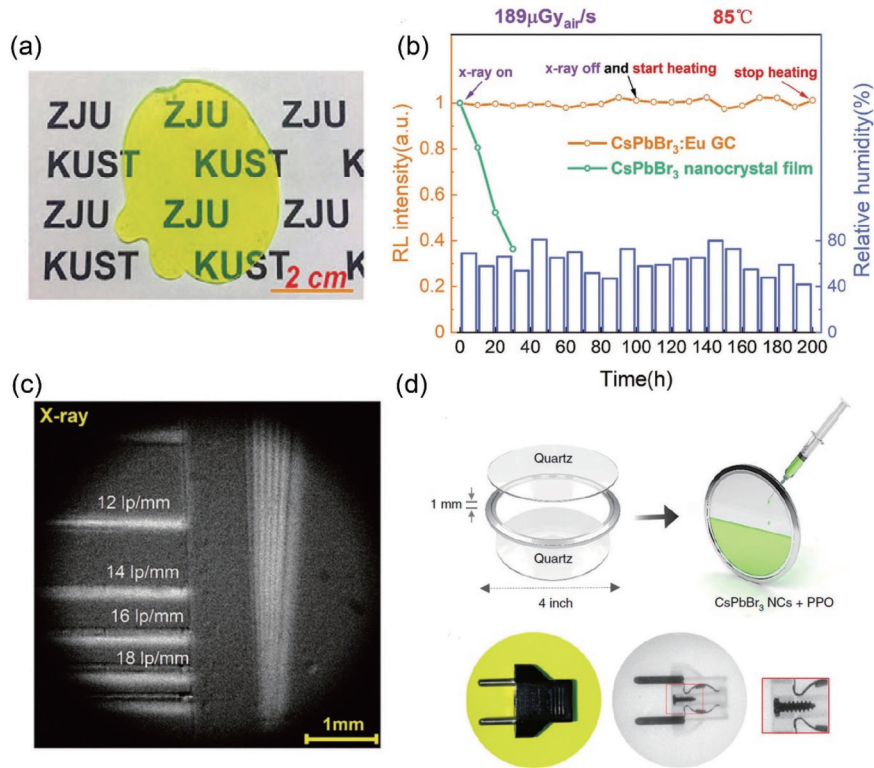 (a)
ZJU ZJU ZJU
KUST KUST K
ZJU ZJU ZJU
KUST KUST K
2 cm
(b)
189μGyair/s 85℃
x-ray on
x-ray off and start heating
stop heating
CsPbBr3:Eu GC
CsPbBr3 nanocrystal film
RL intensity(a.u.)
1
0.8
0.6
0.4
0.2
0
Relative humidity(%)
80
40
0
0 20 40 60 80 100 120 140 160 180 200
Time(h)
(c)
X-ray
12 lp/mm
14 lp/mm
16 lp/mm
18 lp/mm
1mm
(d)
Quartz
1 mm
Quartz
4 inch
CsPbBr3 NCs + PPO